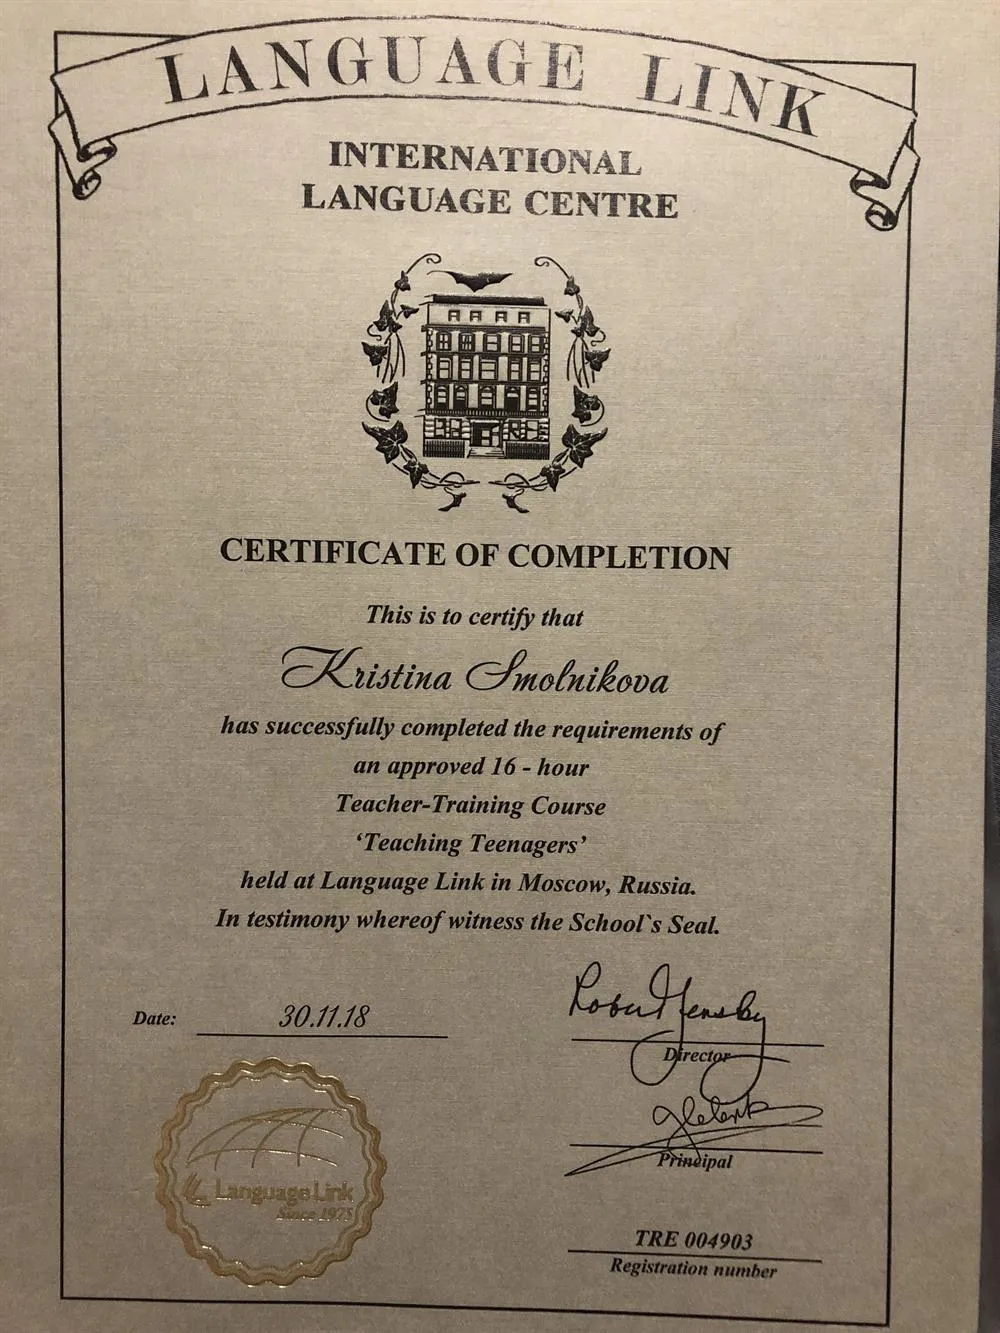 LANGUAGE LINK
INTERNATIONAL
LANGUAGE CENTRE
CERTIFICATE OF COMPLETION
This is to certify that
Kristina Smolnikova
has successfully completed the requirements of
an approved 16 - hour
Teacher-Training Course
‘Teaching Teenagers’
held at Language Link in Moscow, Russia.
In testimony whereof witness the School`s Seal.
Date: 30.11.18
Director
Principal
Language Link
Since 1975
TRE 004903
Registration number